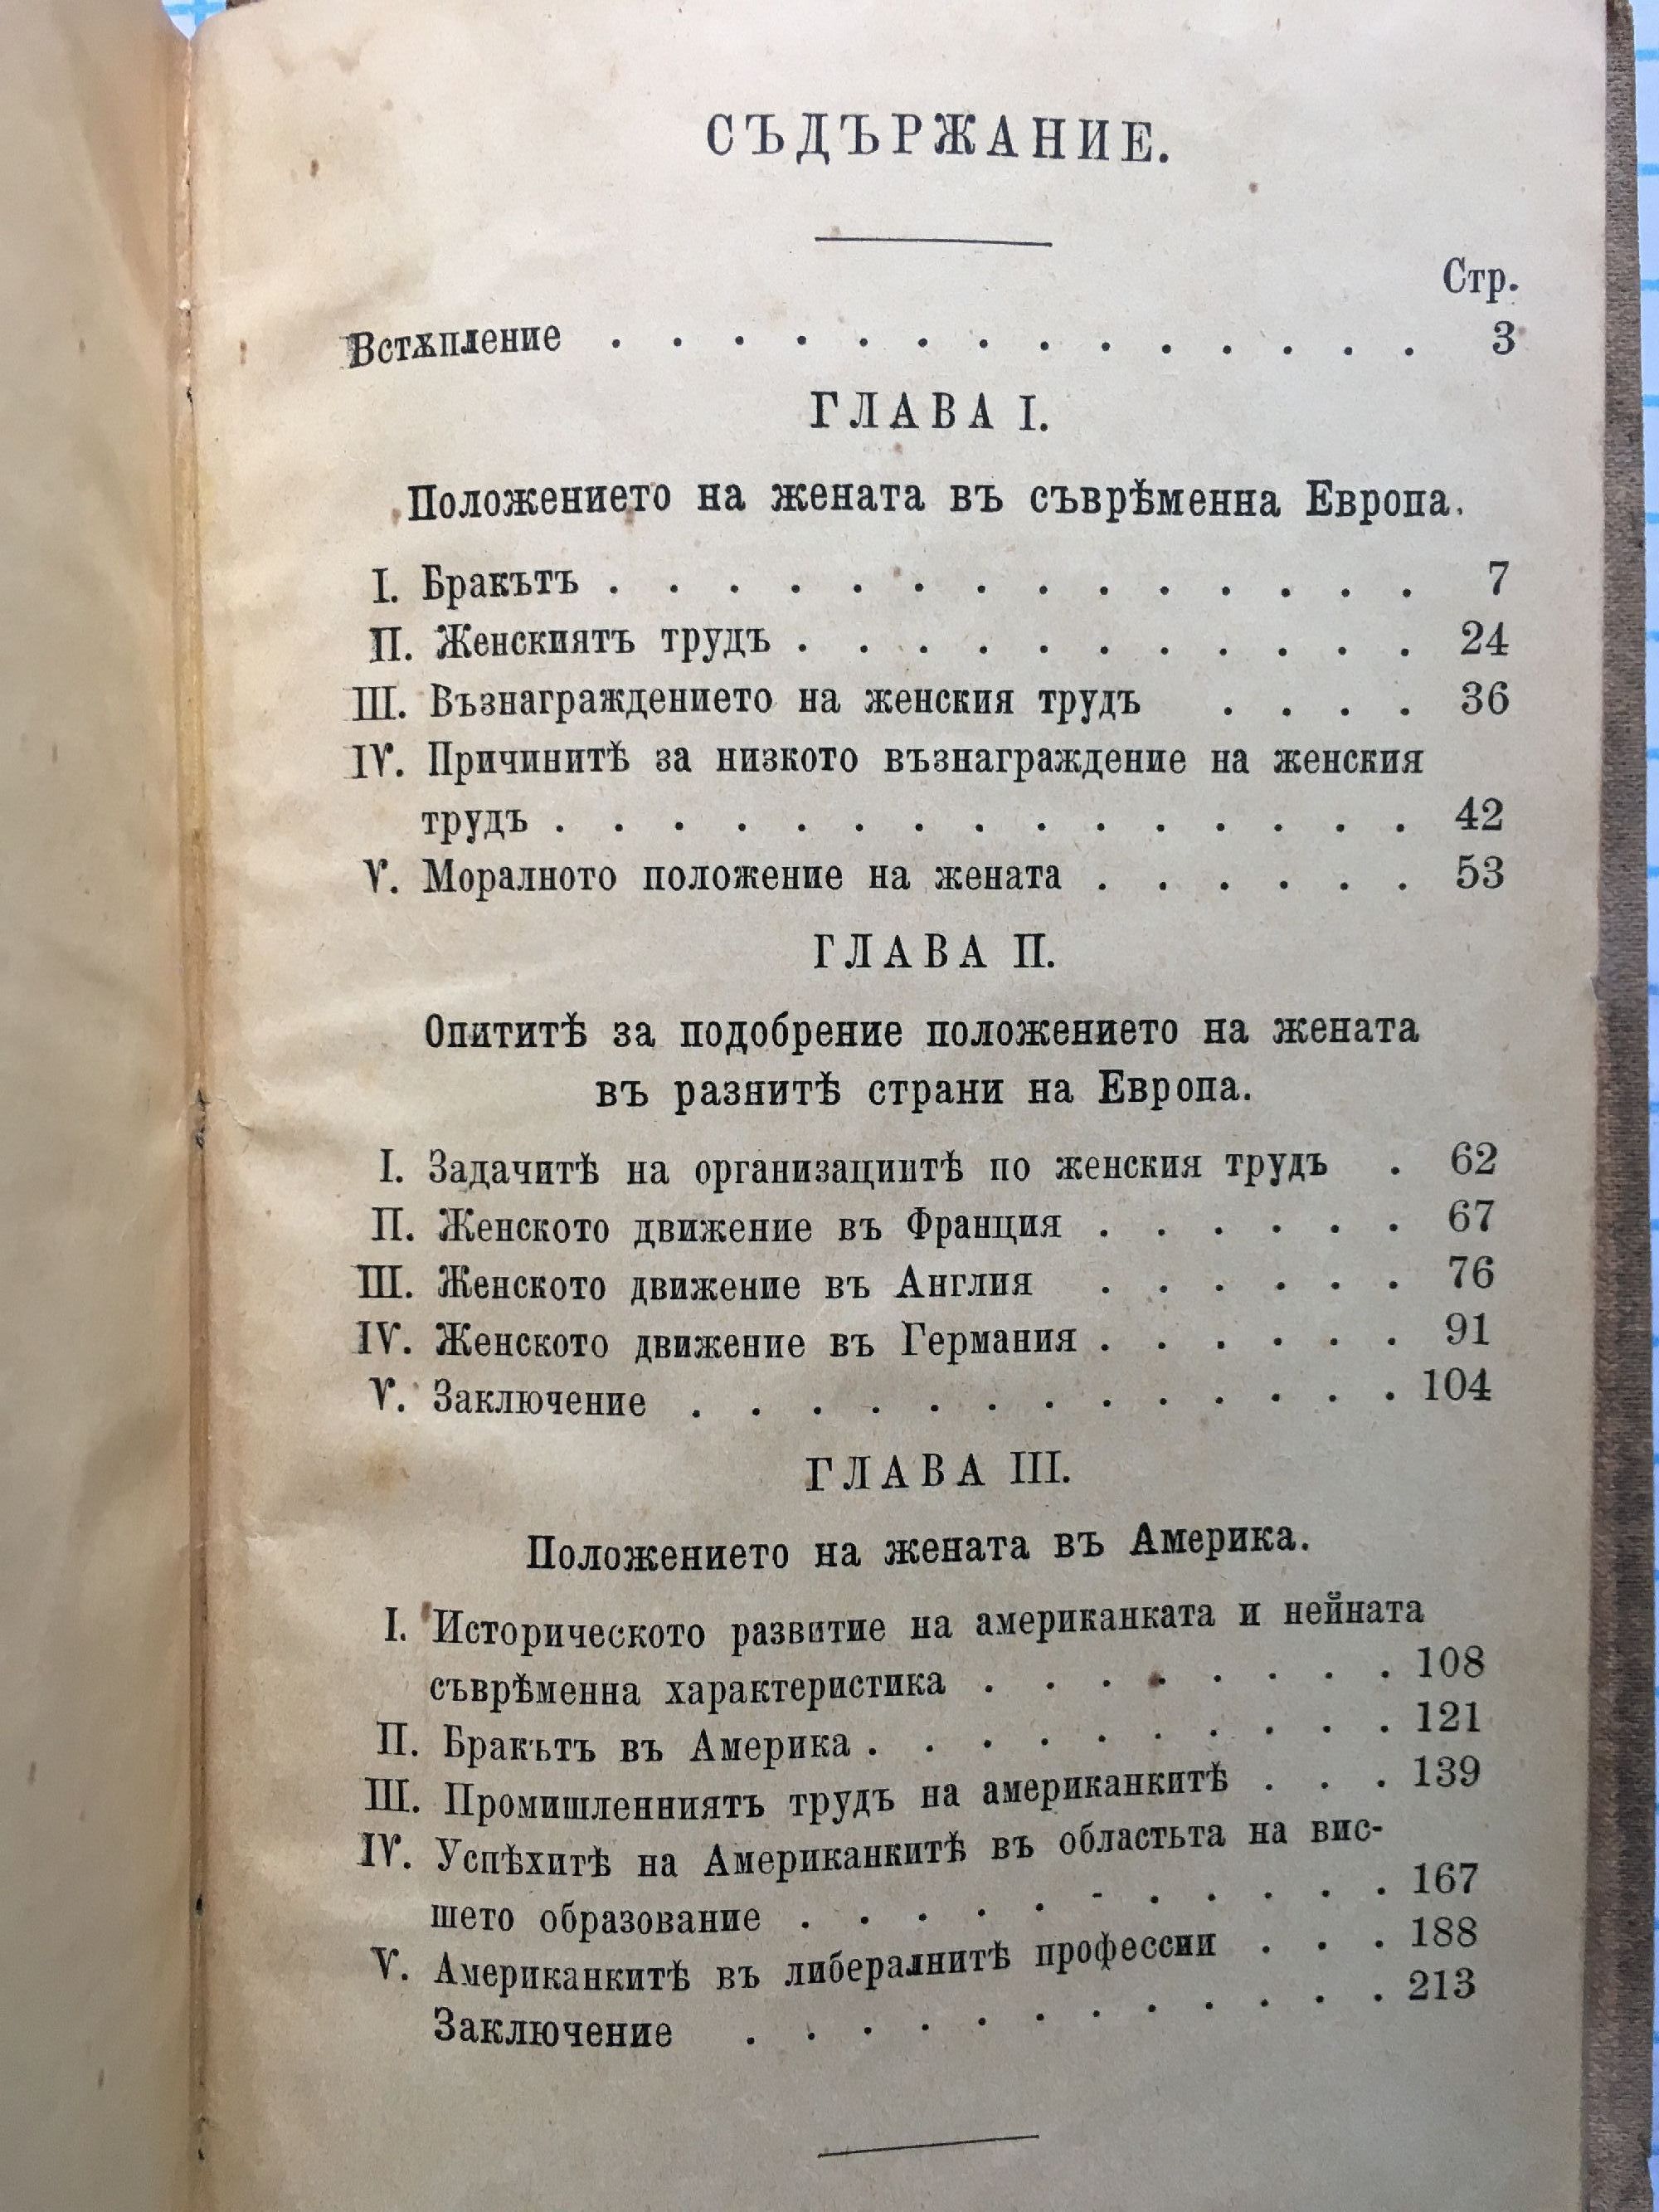 СЪДЪРЖАНИЕ.
Стр.
Встѫпление . . . . . . . . . . . . . . 3
ГЛАВА I.
Положението на жената въ съврѣменна Европа.
I. Бракътъ . . . . . . . . . . . . . . 7
II. Женскиятъ трудъ . . . . . . . . . . . 24
III. Възнаграждението на женския трудъ . . . . 36
IV. Причинитѣ за низкото възнаграждение на женския
трудъ . . . . . . . . . . . . . . . 42
V. Моралното положение на жената . . . . . . 53
ГЛАВА II.
Опититѣ за подобрение положението на жената
въ разнитѣ страни на Европа.
I. Задачитѣ на организациитѣ по женския трудъ . 62
II. Женското движение въ Франция . . . . . . 67
III. Женското движение въ Англия . . . . . . 76
IV. Женското движение въ Германия . . . . . . 91
V. Заключение . . . . . . . . . . . . . 104
ГЛАВА III.
Положението на жената въ Америка.
I. Историческото развитие на американката и нейната
съврѣменна характеристика . . . . . . . . 108
II. Бракътъ въ Америка . . . . . . . . . . 121
III. Промишленниятъ трудъ на американкитѣ . . . 139
IV. Успѣхитѣ на Американкитѣ въ областьта на вис-
шето образование . . . . . - . . . . . 167
V. Американкитѣ въ либералнитѣ профессии . . . 188
Заключение . . . . . . . . . . . . 213